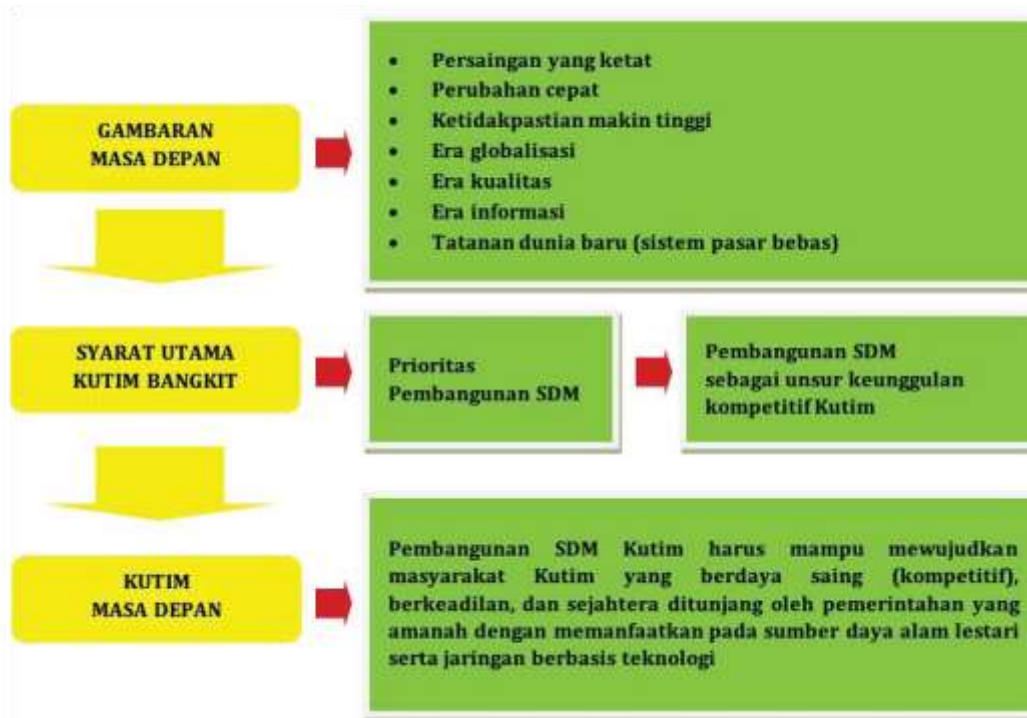 GAMBARAN
MASA DEPAN
• Persaingan yang ketat
• Perubahan cepat
• Ketidakpastian makin tinggi
• Era globalisasi
• Era kualitas
• Era informasi
• Tatanan dunia baru (sistem pasar bebas)
SYARAT UTAMA
KUTIM BANGKIT
Prioritas
Pembangunan SDM
Pembangunan SDM
sebagai unsur keunggulan
kompetitif Kutim
KUTIM
MASA DEPAN
Pembangunan SDM Kutim harus mampu mewujudkan
masyarakat Kutim yang berdaya saing (kompetitif),
berkeadilan, dan sejahtera ditunjang oleh pemerintahan yang
amanah dengan memanfaatkan pada sumber daya alam lestari
serta jaringan berbasis teknologi